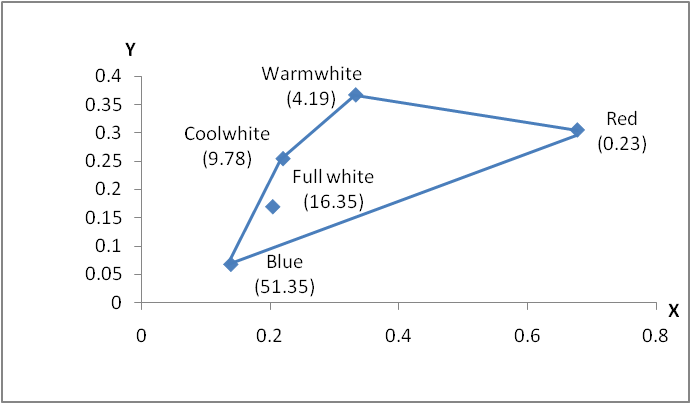 Y
0.4
0.35
0.3
0.25
0.2
0.15
0.1
0.05
0
Warmwhite
(4.19)
Coolwhite
(9.78)
Full white
(16.35)
Red
(0.23)
Blue
(51.35)
X
0 0.2 0.4 0.6 0.8